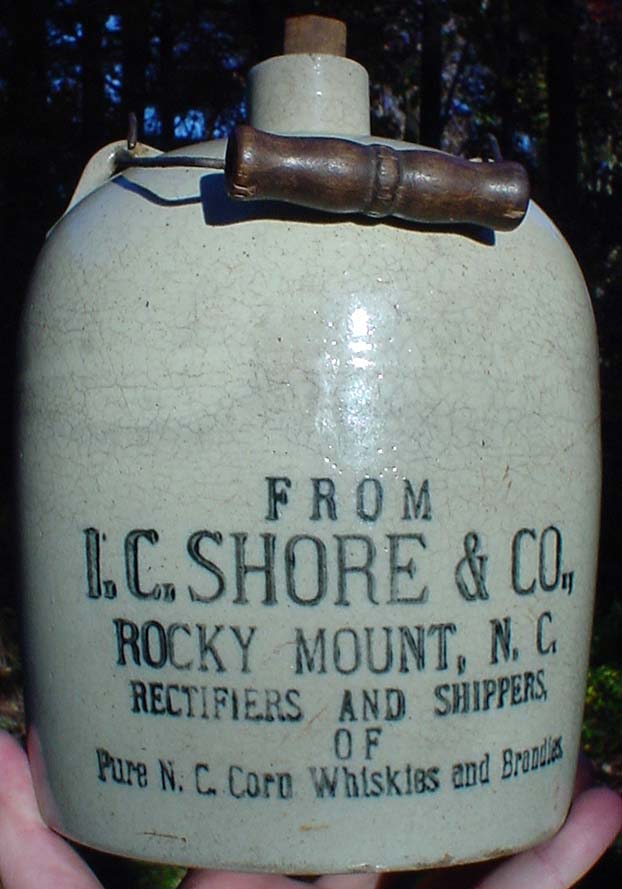 FROM
I. C. SHORE & CO.,
ROCKY MOUNT, N. C.
RECTIFIERS AND SHIPPERS,
OF
Pure N. C. Corn Whiskies and Brandies